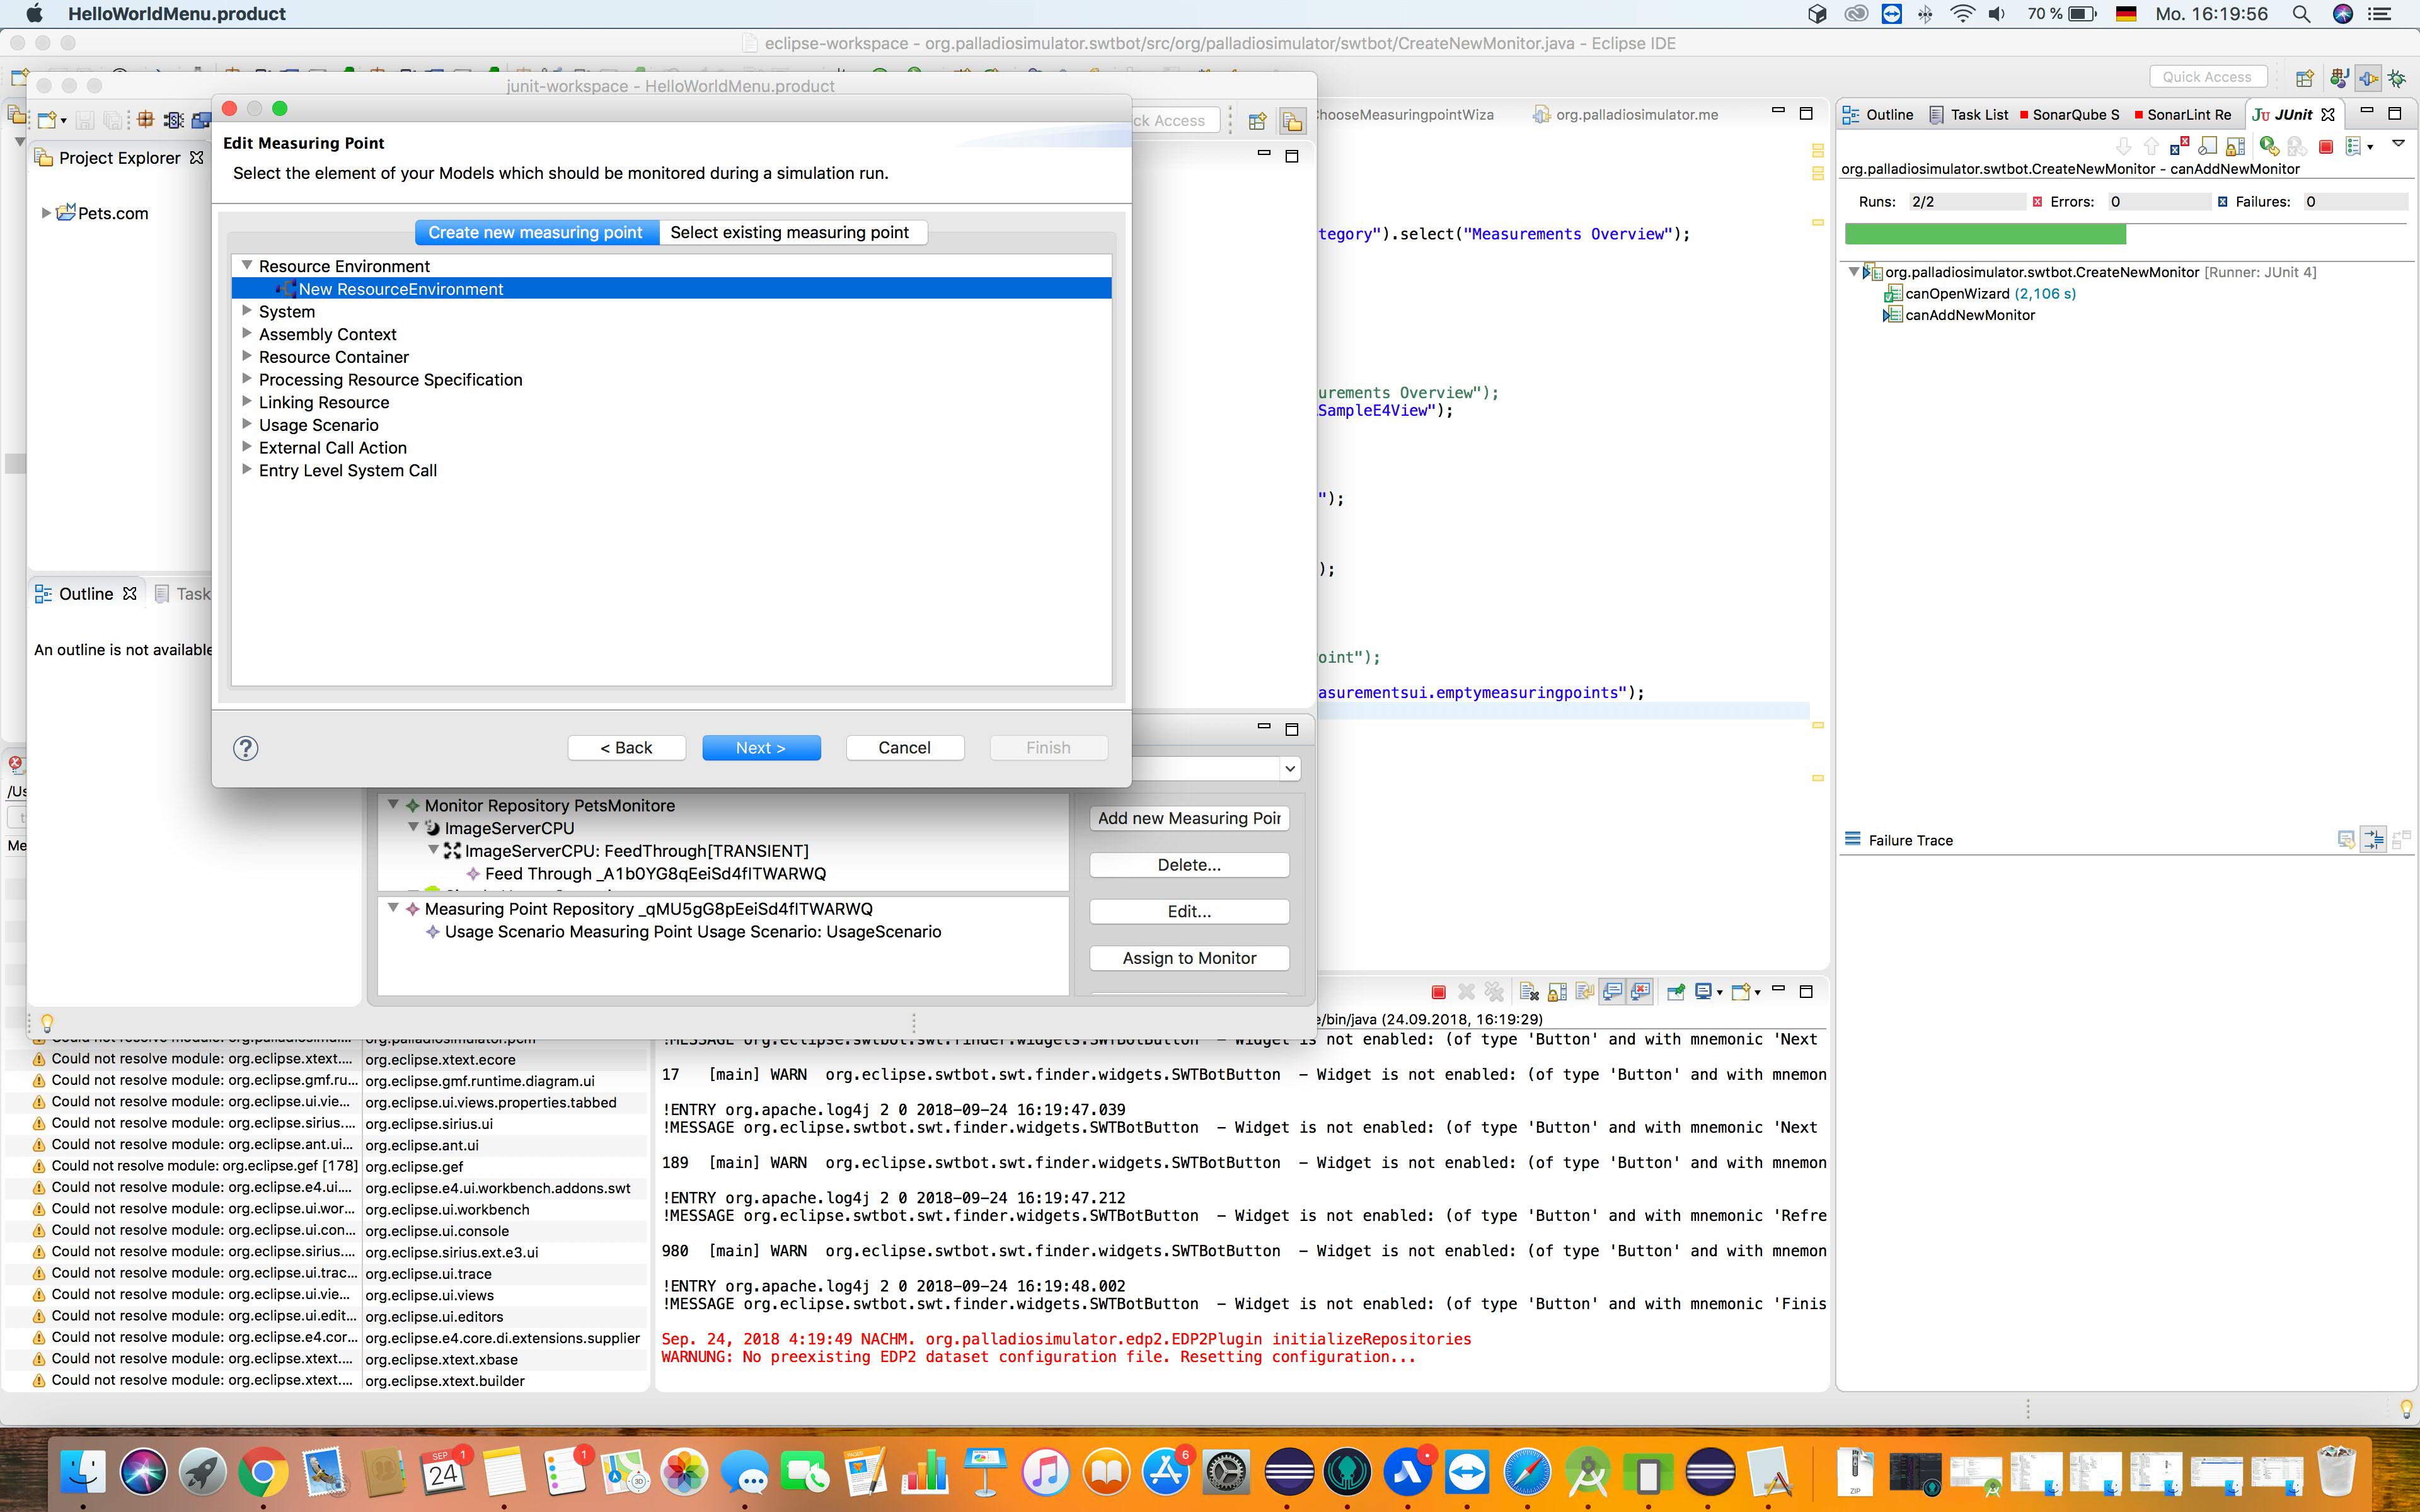 HelloWorldMenu.product
70 %
Mo. 16:19:56
eclipse-workspace - org.palladiosimulator.swtbot/src/org/palladiosimulator/swtbot/CreateNewMonitor.java - Eclipse IDE
Quick Access
junit-workspace - HelloWorldMenu.product
Access
Project Explorer
Pets.com
Outline
Task
An outline is not available
Edit Measuring Point
Select the element of your Models which should be monitored during a simulation run.
Create new measuring point
Select existing measuring point
Resource Environment
New ResourceEnvironment
System
Assembly Context
Resource Container
Processing Resource Specification
Linking Resource
Usage Scenario
External Call Action
Entry Level System Call
< Back
Next >
Cancel
Finish
Monitor Repository PetsMonitore
ImageServerCPU
ImageServerCPU: FeedThrough[TRANSIENT]
Feed Through _A1b0YG8qEeiSd4fITWARWQ
Measuring Point Repository _qMU5gG8pEeiSd4fITWARWQ
Usage Scenario Measuring Point Usage Scenario: UsageScenario
Add new Measuring Poir
Delete...
Edit...
Assign to Monitor
hooseMeasuringpointWiza
org.palladiosimulator.me
tegory").select("Measurements Overview");
urements Overview");
SampleE4View");
");
);
oint");
asurementsui.emptymeasuringpoints");
Outline
Task List
SonarQube S
SonarLint Re
JUnit
org.palladiosimulator.swtbot.CreateNewMonitor - canAddNewMonitor
Runs: 2/2
Errors: 0
Failures: 0
org.palladiosimulator.swtbot.CreateNewMonitor [Runner: JUnit 4]
canOpenWizard (2,106 s)
canAddNewMonitor
Failure Trace
/Us
Me
Could not resolve module: org.palladiosimul... org.palladiosimulator.pcm
Could not resolve module: org.eclipse.xtext.... org.eclipse.xtext.ecore
Could not resolve module: org.eclipse.gmf.ru... org.eclipse.gmf.runtime.diagram.ui
Could not resolve module: org.eclipse.ui.vie... org.eclipse.ui.views.properties.tabbed
Could not resolve module: org.eclipse.sirius.... org.eclipse.sirius.ui
Could not resolve module: org.eclipse.ant.ui... org.eclipse.ant.ui
Could not resolve module: org.eclipse.gef [178] org.eclipse.gef
Could not resolve module: org.eclipse.e4.ui.... org.eclipse.e4.ui.workbench.addons.swt
Could not resolve module: org.eclipse.ui.wor... org.eclipse.ui.workbench
Could not resolve module: org.eclipse.ui.con... org.eclipse.ui.console
Could not resolve module: org.eclipse.sirius.... org.eclipse.sirius.ext.e3.ui
Could not resolve module: org.eclipse.ui.trac... org.eclipse.ui.trace
Could not resolve module: org.eclipse.ui.vie... org.eclipse.ui.views
Could not resolve module: org.eclipse.ui.edit... org.eclipse.ui.editors
Could not resolve module: org.eclipse.e4.cor... org.eclipse.e4.core.di.extensions.supplier
Could not resolve module: org.eclipse.xtext.... org.eclipse.xtext.xbase
Could not resolve module: org.eclipse.xtext.... org.eclipse.xtext.builder
e/bin/java (24.09.2018, 16:19:29)
!MESSAGE org.eclipse.swtbot.swt.finder.widgets.SWTBotButton – Widget is not enabled: (of type 'Button' and with mnemonic 'Next
17 [main] WARN org.eclipse.swtbot.swt.finder.widgets.SWTBotButton – Widget is not enabled: (of type 'Button' and with mnemon
!ENTRY org.apache.log4j 2 0 2018-09-24 16:19:47.039
!MESSAGE org.eclipse.swtbot.swt.finder.widgets.SWTBotButton – Widget is not enabled: (of type 'Button' and with mnemonic 'Next
189 [main] WARN org.eclipse.swtbot.swt.finder.widgets.SWTBotButton – Widget is not enabled: (of type 'Button' and with mnemon
!ENTRY org.apache.log4j 2 0 2018-09-24 16:19:47.212
!MESSAGE org.eclipse.swtbot.swt.finder.widgets.SWTBotButton – Widget is not enabled: (of type 'Button' and with mnemonic 'Refre
980 [main] WARN org.eclipse.swtbot.swt.finder.widgets.SWTBotButton – Widget is not enabled: (of type 'Button' and with mnemon
!ENTRY org.apache.log4j 2 0 2018-09-24 16:19:48.002
!MESSAGE org.eclipse.swtbot.swt.finder.widgets.SWTBotButton – Widget is not enabled: (of type 'Button' and with mnemonic 'Finis
Sep. 24, 2018 4:19:49 NACHM. org.palladiosimulator.edp2.EDP2Plugin initializeRepositories
WARNUNG: No preexisting EDP2 dataset configuration file. Resetting configuration...
SEP
24
1
1
3D
6
ZIP